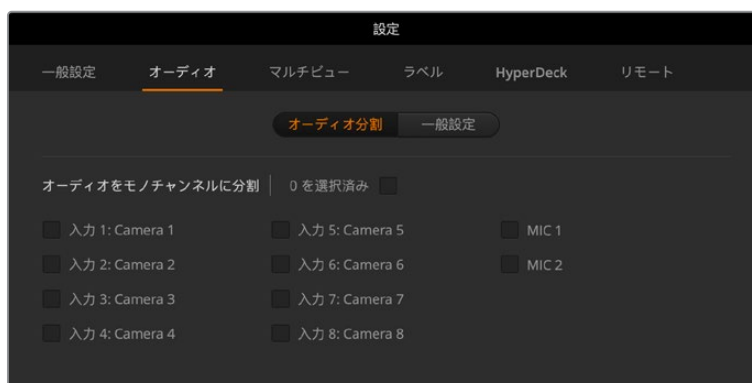 設定
一般設定 オーディオ マルチビュー ラベル HyperDeck リモート
オーディオ分割 一般設定
オーディオをモノチャンネルに分割 0 を選択済み
入力 1: Camera 1 入力 5: Camera 5 MIC 1
入力 2: Camera 2 入力 6: Camera 6 MIC 2
入力 3: Camera 3 入力 7: Camera 7
入力 4: Camera 4 入力 8: Camera 8